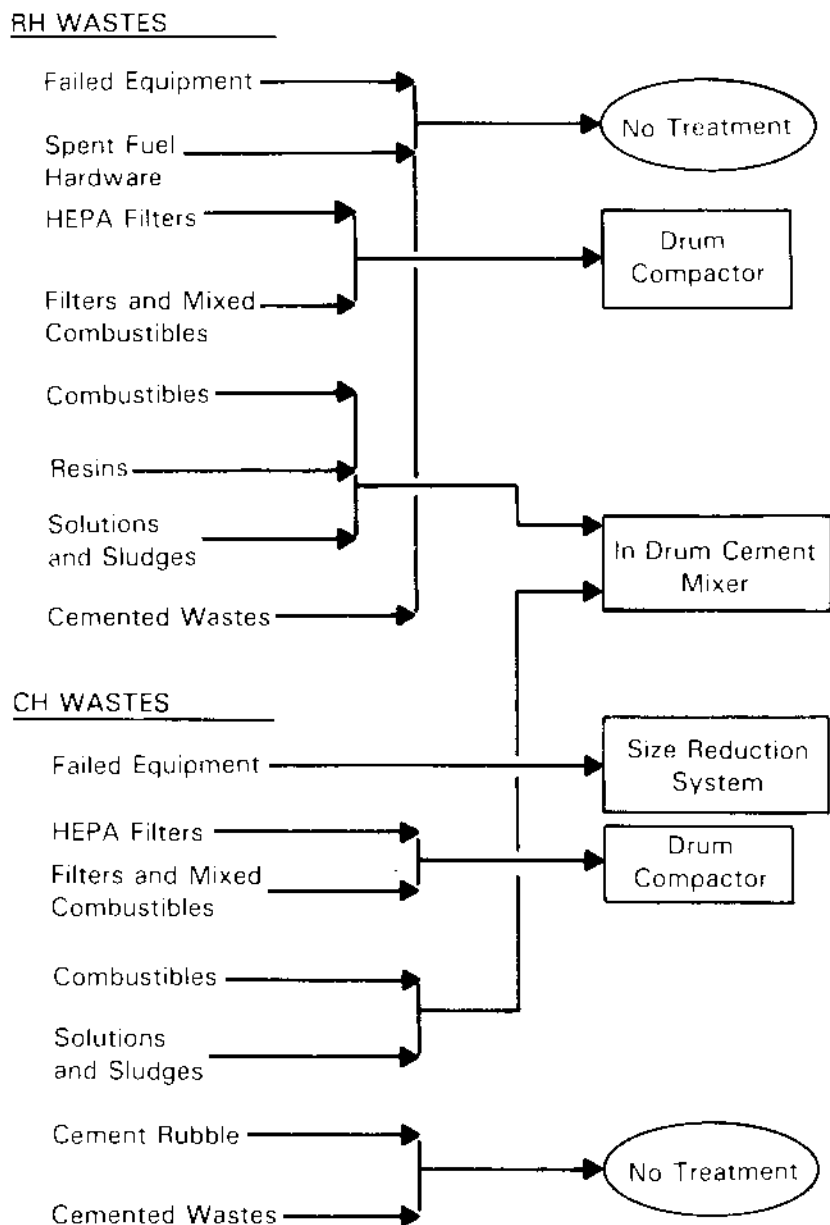 RH WASTES
Failed Equipment
No Treatment
Spent Fuel
Hardware
HEPA Filters
Drum
Compactor
Filters and Mixed
Combustibles
Combustibles
Resins
Solutions
and Sludges
In Drum Cement
Mixer
Cemented Wastes
CH WASTES
Failed Equipment
Size Reduction
System
HEPA Filters
Filters and Mixed
Combustibles
Drum
Compactor
Combustibles
Solutions
and Sludges
Cement Rubble
No Treatment
Cemented Wastes